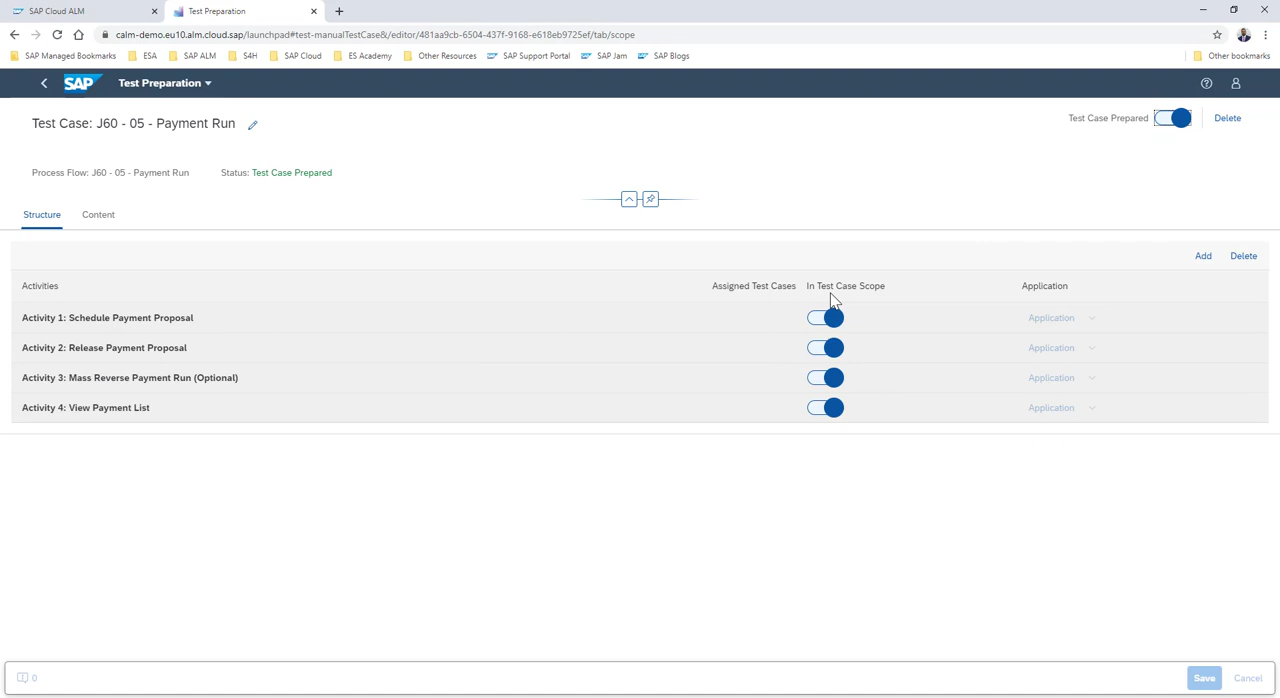 SAP Cloud ALM
Test Preparation
calm-demo.eu10.alm.cloud.sap/launchpad#test-manualTestCase&/editor/481aa9cb-6504-437f-9168-e618eb9725ef/tab/scope
SAP Managed Bookmarks ESA SAP ALM S4H SAP Cloud ES Academy Other Resources SAP Support Portal SAP Jam SAP Blogs Other bookmarks
SAP Test Preparation
Test Case: J60 - 05 - Payment Run
Test Case Prepared Delete
Process Flow: J60 - 05 - Payment Run Status: Test Case Prepared
Structure Content
Add Delete
Activities Assigned Test Cases In Test Case Scope Application
Activity 1: Schedule Payment Proposal Application
Activity 2: Release Payment Proposal Application
Activity 3: Mass Reverse Payment Run (Optional) Application
Activity 4: View Payment List Application
0 Save Cancel